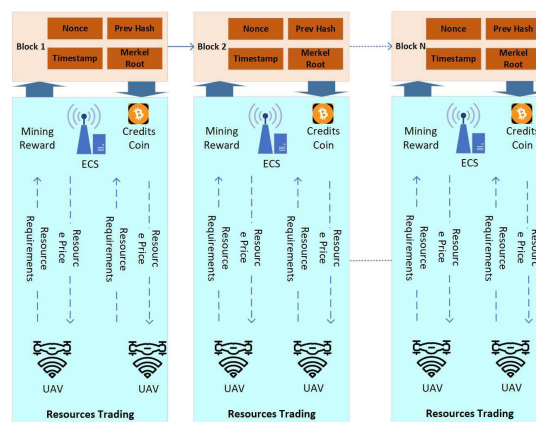 Nonce
Prev Hash
Block 1
Timestamp
Merkel
Root
Nonce
Prev Hash
Block 2
Timestamp
Merkel
Root
Nonce
Prev Hash
Block N
Timestamp
Merkel
Root
Mining
Reward
ECS
Credits
Coin
Resource
Requirements
Resourc
e Price
Resource
Requirements
Resourc
e Price
UAV
UAV
Resources Trading
Mining
Reward
ECS
Credits
Coin
Resource
Requirements
Resourc
e Price
Resource
Requirements
Resourc
e Price
UAV
UAV
Resources Trading
Mining
Reward
ECS
Credits
Coin
Resource
Requirements
Resourc
e Price
Resource
Requirements
Resourc
e Price
UAV
UAV
Resources Trading